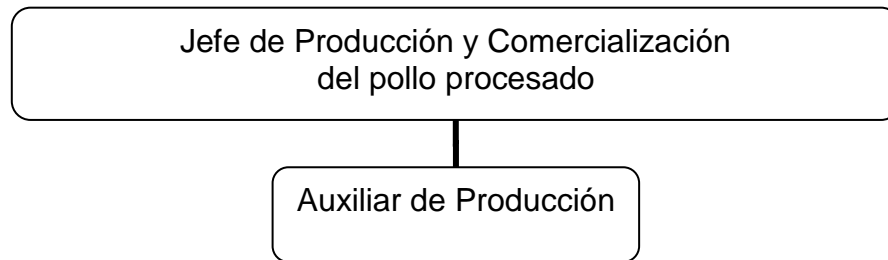 Jefe de Producción y Comercialización
del pollo procesado
Auxiliar de Producción